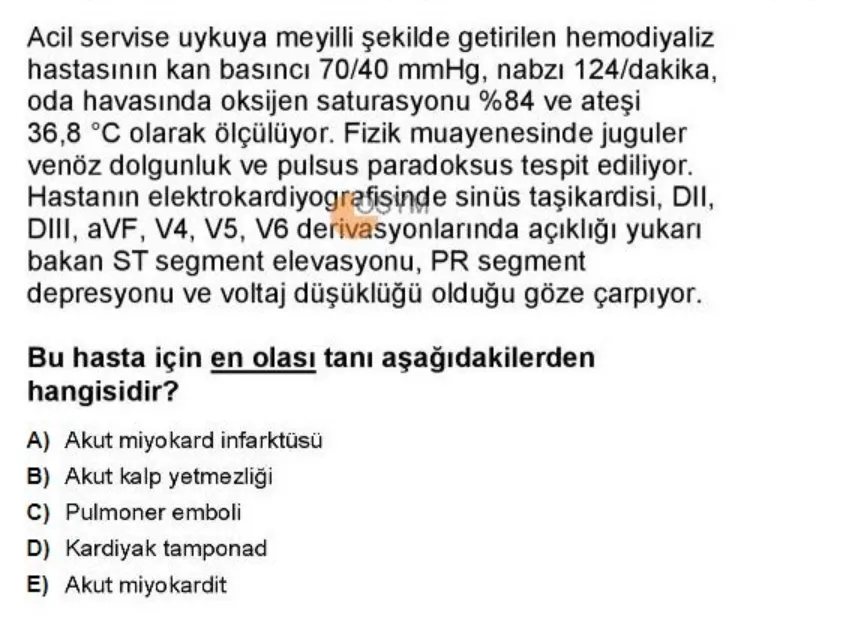 Acil servise uykuya meyilli şekilde getirilen hemodiyaliz
hastasının kan basıncı 70/40 mmHg, nabzı 124/dakika,
oda havasında oksijen saturasyonu %84 ve ateşi
36,8 °C olarak ölçülüyor. Fizik muayenesinde juguler
venöz dolgunluk ve pulsus paradoksus tespit ediliyor.
Hastanın elektrokardiyografisinde sinüs taşikardisi, DII,
ÖSYM
DIII, aVF, V4, V5, V6 derivasyonlarında açıklığı yukarı
bakan ST segment elevasyonu, PR segment
depresyonu ve voltaj düşüklüğü olduğu göze çarpıyor.
Bu hasta için en olası tanı aşağıdakilerden
hangisidir?
A) Akut miyokard infarktüsü
B) Akut kalp yetmezliği
C) Pulmoner emboli
D) Kardiyak tamponad
E) Akut miyokardit